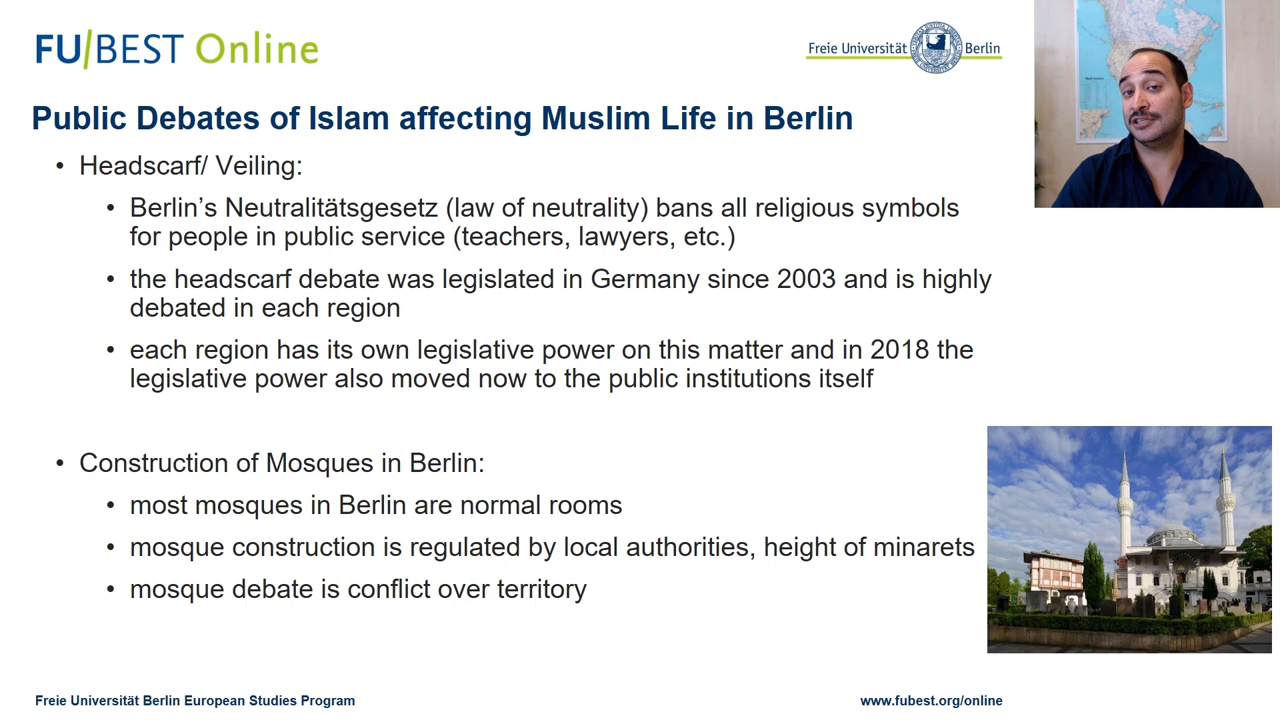 FU/BEST Online
Freie Universität Berlin
Public Debates of Islam affecting Muslim Life in Berlin
• Headscarf/ Veiling:
• Berlin's Neutralitätsgesetz (law of neutrality) bans all religious symbols
for people in public service (teachers, lawyers, etc.)
• the headscarf debate was legislated in Germany since 2003 and is highly
debated in each region
• each region has its own legislative power on this matter and in 2018 the
legislative power also moved now to the public institutions itself
• Construction of Mosques in Berlin:
• most mosques in Berlin are normal rooms
• mosque construction is regulated by local authorities, height of minarets
• mosque debate is conflict over territory
Freie Universität Berlin European Studies Program
www.fubest.org/online